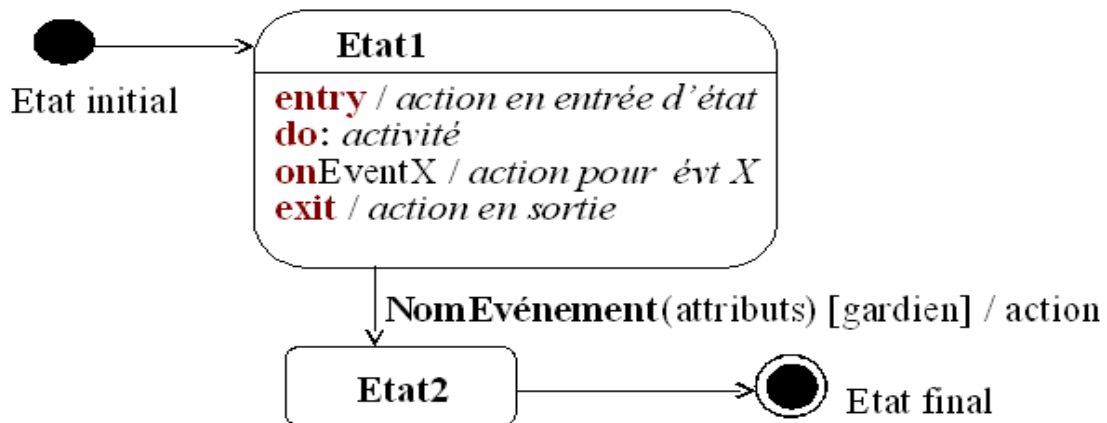 Etat1
Etat initial
entry / action en entrée d'état
do: activité
onEventX / action pour évt X
exit / action en sortie
NomEvénement(attributs) [gardien] / action
Etat2
Etat final